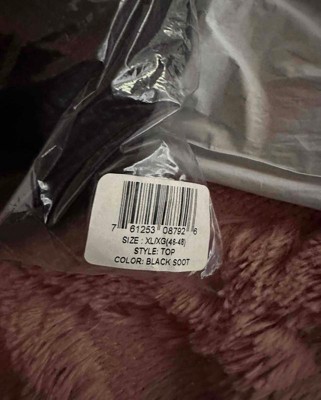 7 61253 08792 6
SIZE : XL/XG(46-48)
STYLE: TOP
COLOR: BLACK SOOT